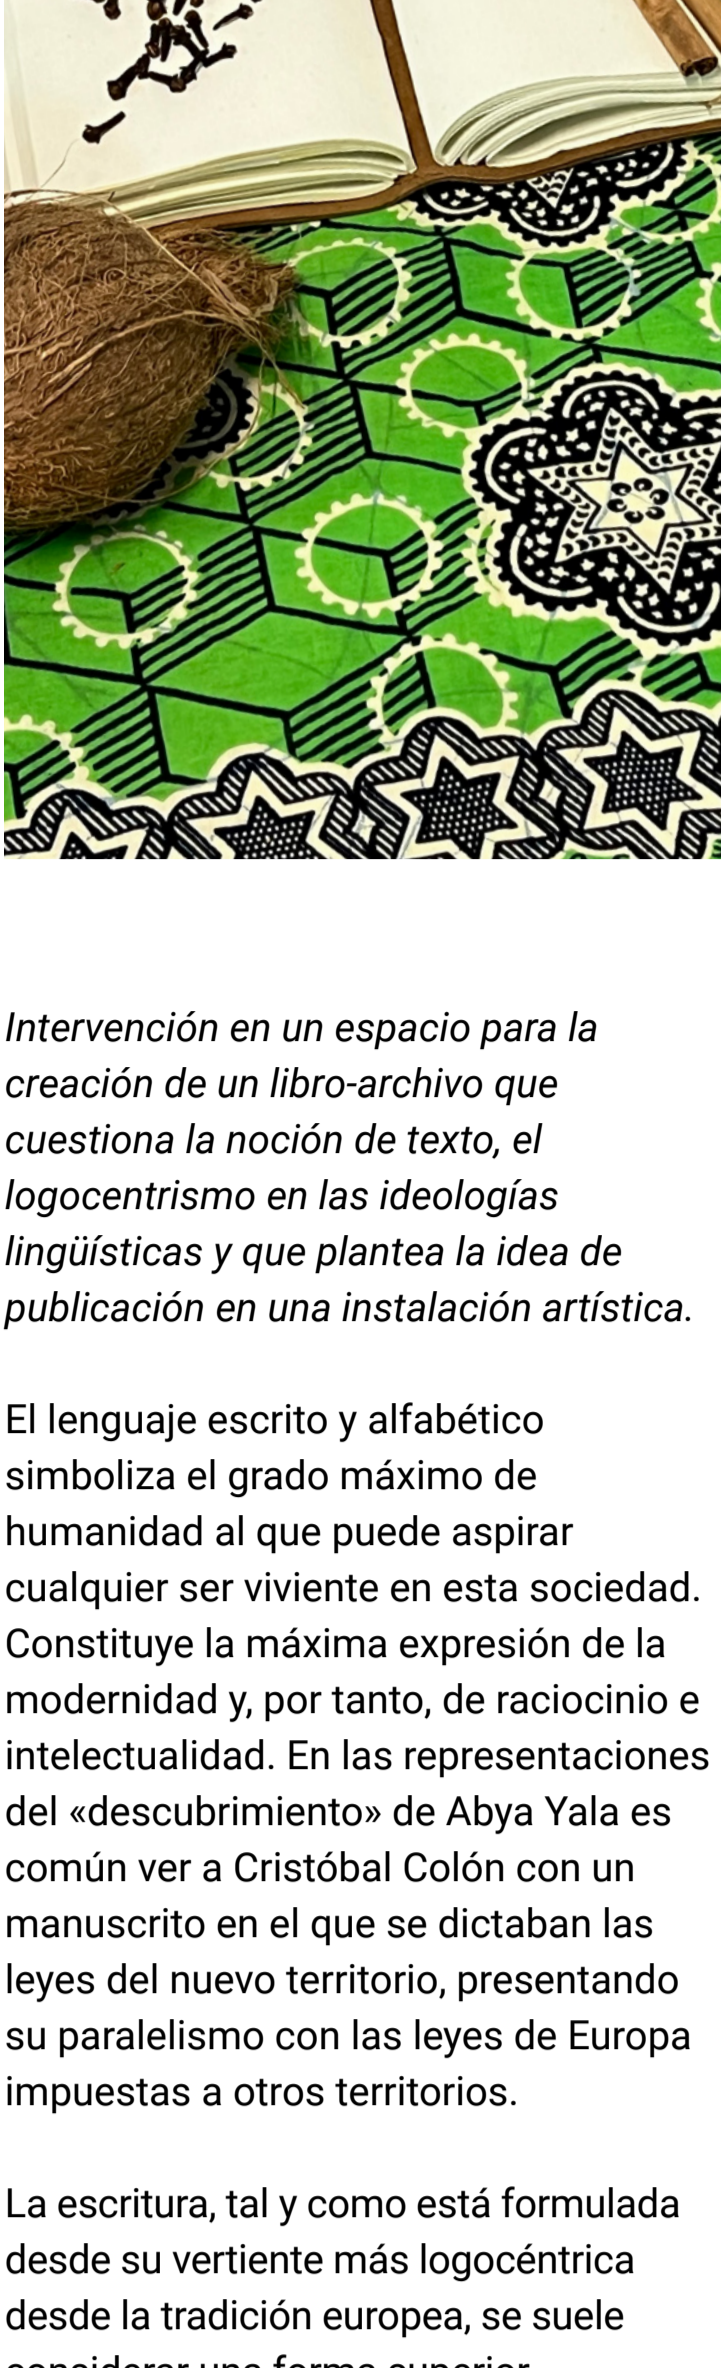 Intervención en un espacio para la
creación de un libro-archivo que
cuestiona la noción de texto, el
logocentrismo en las ideologías
lingüísticas y que plantea la idea de
publicación en una instalación artística.
El lenguaje escrito y alfabético
simboliza el grado máximo de
humanidad al que puede aspirar
cualquier ser viviente en esta sociedad.
Constituye la máxima expresión de la
modernidad y, por tanto, de raciocinio e
intelectualidad. En las representaciones
del «descubrimiento» de Abya Yala es
común ver a Cristóbal Colón con un
manuscrito en el que se dictaban las
leyes del nuevo territorio, presentando
su paralelismo con las leyes de Europa
impuestas a otros territorios.
La escritura, tal y como está formulada
desde su vertiente más logocéntrica
desde la tradición europea, se suele
considerar una forma superior